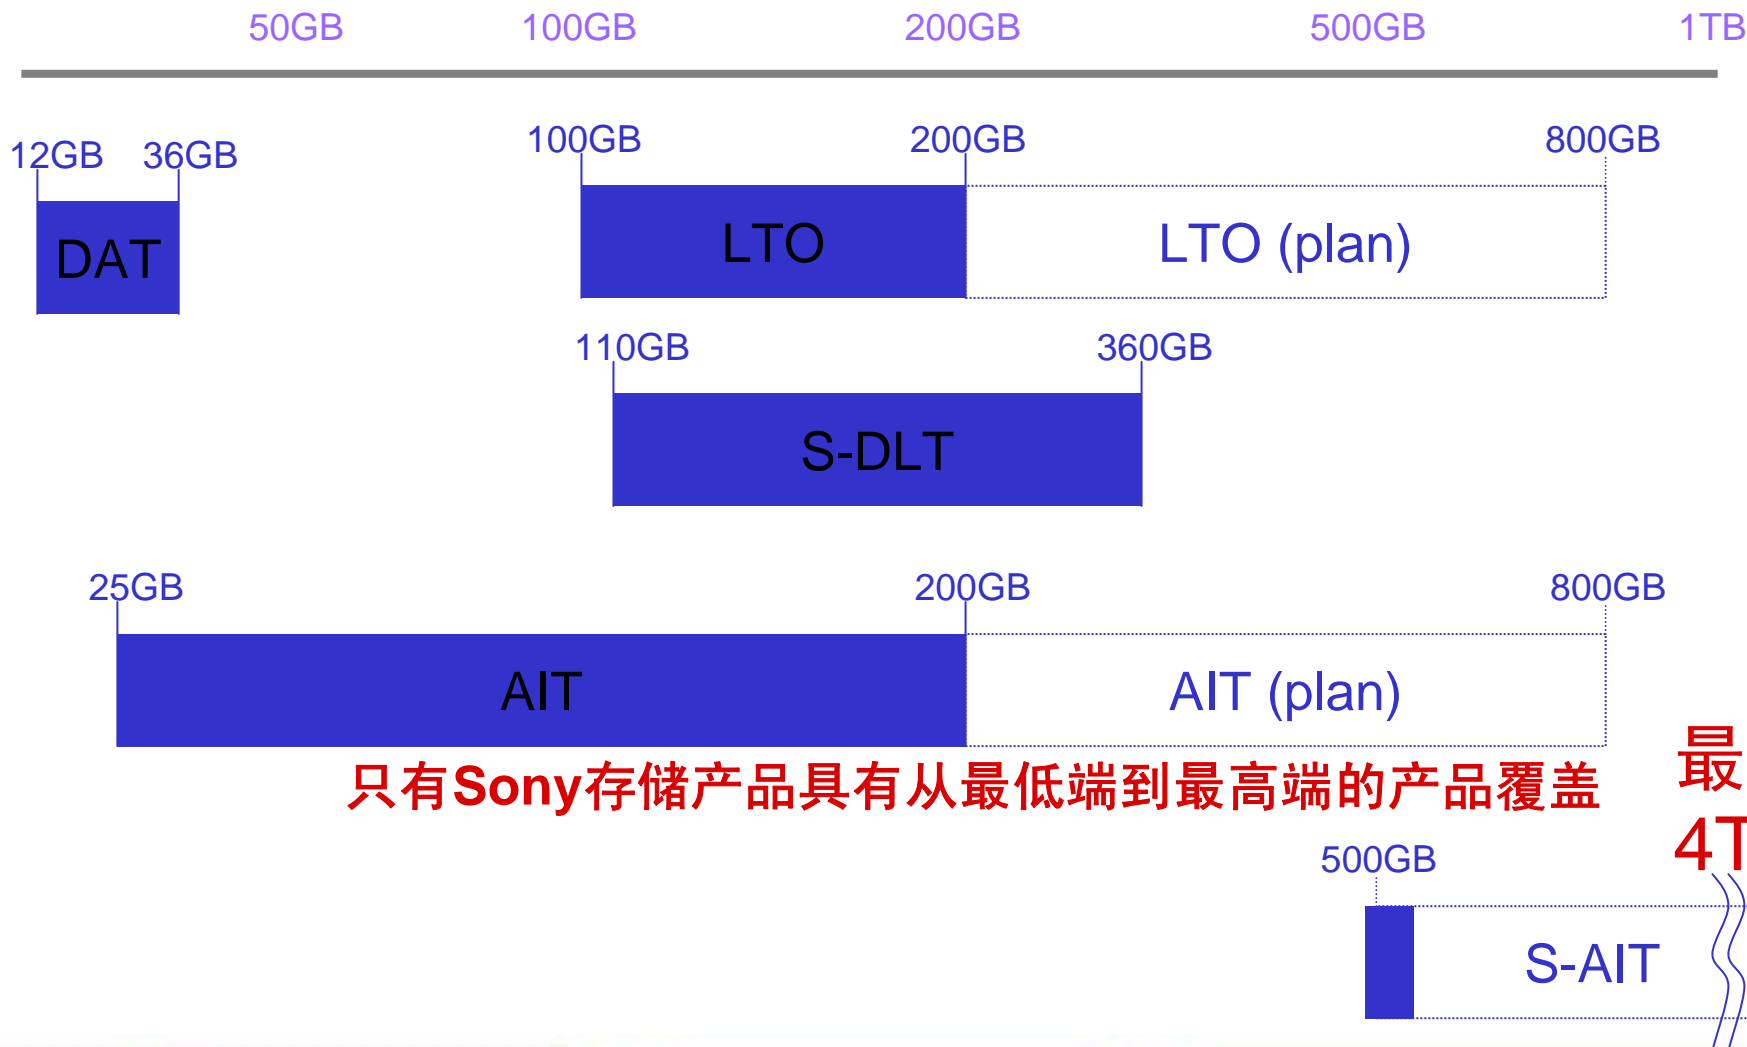 50GB 100GB 200GB 500GB 1TB
12GB 36GB 100GB 200GB 800GB
DAT LTO LTO (plan)
110GB 360GB
S-DLT
25GB 200GB 800GB
AIT AIT (plan)
只有Sony存储产品具有从最低端到最高端的产品覆盖
最
4T
500GB
S-AIT